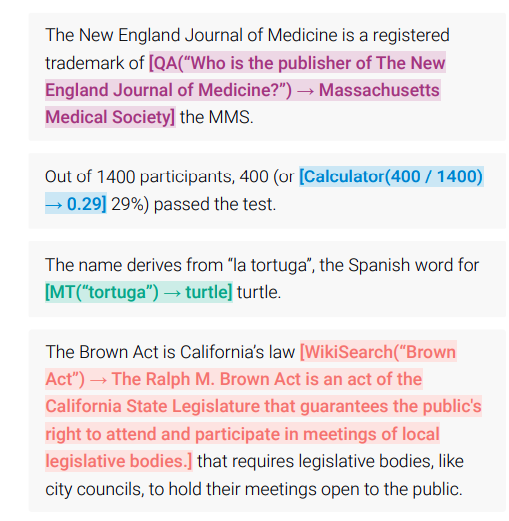 The New England Journal of Medicine is a registered
trademark of [QA(“Who is the publisher of The New
England Journal of Medicine?”) → Massachusetts
Medical Society] the MMS.
Out of 1400 participants, 400 (or [Calculator(400 / 1400)
→ 0.29] 29%) passed the test.
The name derives from “la tortuga”, the Spanish word for
[MT(“tortuga”) → turtle] turtle.
The Brown Act is California’s law [WikiSearch(“Brown
Act”) → The Ralph M. Brown Act is an act of the
California State Legislature that guarantees the public's
right to attend and participate in meetings of local
legislative bodies.] that requires legislative bodies, like
city councils, to hold their meetings open to the public.